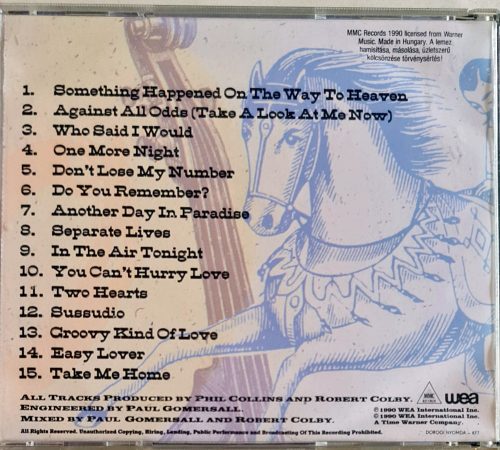 MMC Records 1990 licensed from Warner
Music. Made in Hungary. A lemez
hamisítása, másolása, üzletszerű
kölcsönzése törvénysértés!
1. Something Happened On The Way To Heaven
2. Against All Odds (Take A Look At Me Now)
3. Who Said I Would
4. One More Night
5. Don't Lose My Number
6. Do You Remember?
7. Another Day In Paradise
8. Separate Lives
9. In The Air Tonight
10. You Can't Hurry Love
11. Two Hearts
12. Sussudio
13. Groovy Kind Of Love
14. Easy Lover
15. Take Me Home
All Tracks Produced by Phil Collins and Robert Colby.
Engineered by Paul Gomersall.
Mixed by Paul Gomersall and Robert Colby.
All Rights Reserved. Unauthorized Copying, Hiring, Lending, Public Performance and Broadcasting Of This Recording Prohibited.
MMC
wea
℗ 1990 WEA International Inc.
© 1990 WEA International Inc.
A Time Warner Company.
DOROGI NYOMDA - 477